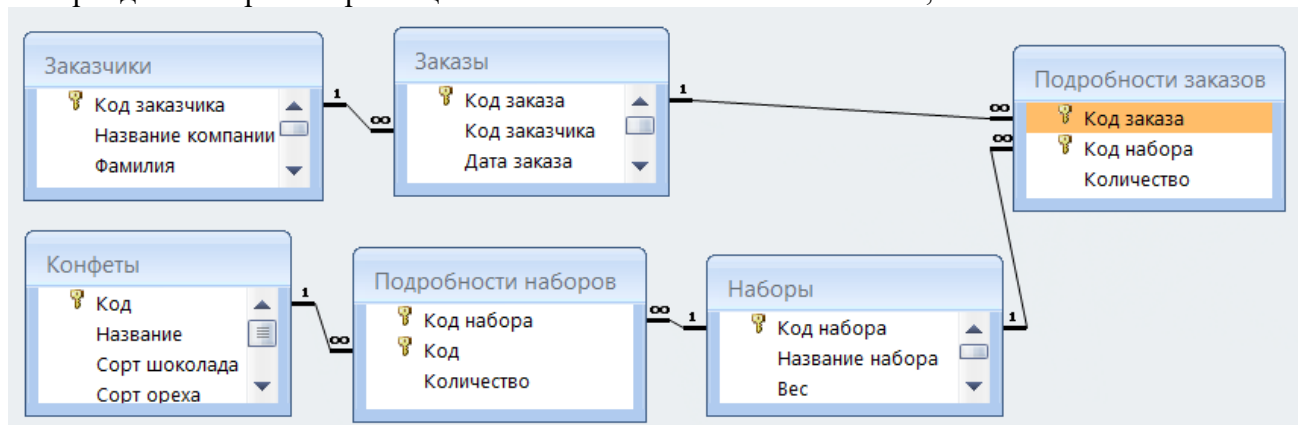 Заказчики
Код заказчика
Название компании
Фамилия
1
∞
Заказы
Код заказа
Код заказчика
Дата заказа
1
∞
∞
Подробности заказов
Код заказа
Код набора
Количество
Конфеты
Код
Название
Сорт шоколада
Сорт ореха
1
∞
Подробности наборов
Код набора
Код
Количество
∞
1
Наборы
Код набора
Название набора
Вес
1